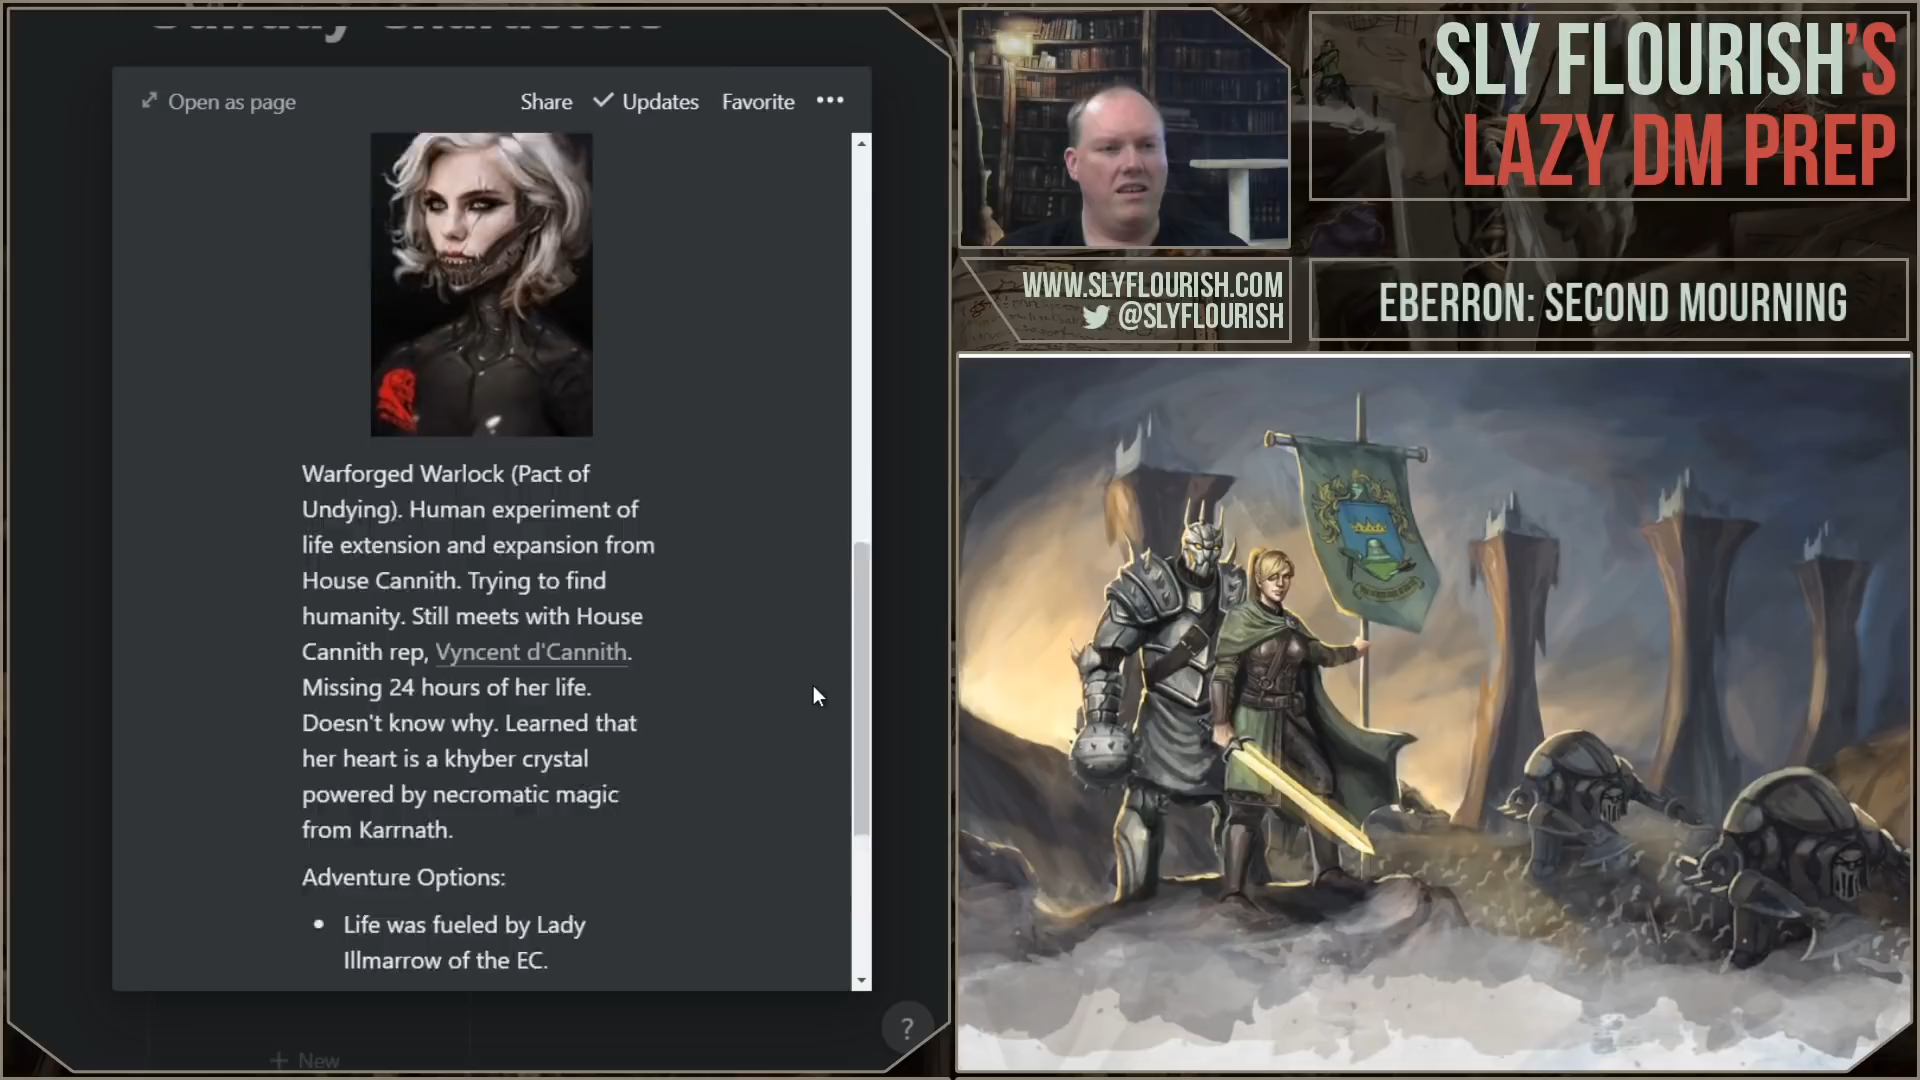 Sunday Characters
Open as page
Share
Updates
Favorite
Warforged Warlock (Pact of
Undying). Human experiment of
life extension and expansion from
House Cannith. Trying to find
humanity. Still meets with House
Cannith rep, Vyncent d'Cannith.
Missing 24 hours of her life.
Doesn't know why. Learned that
her heart is a khyber crystal
powered by necromatic magic
from Karrnath.
Adventure Options:
• Life was fueled by Lady
Illmarrow of the EC.
+ New
?
WWW.SLYFLOURISH.COM
@SLYFLOURISH
SLY FLOURISH'S
LAZY DM PREP
EBERRON: SECOND MOURNING